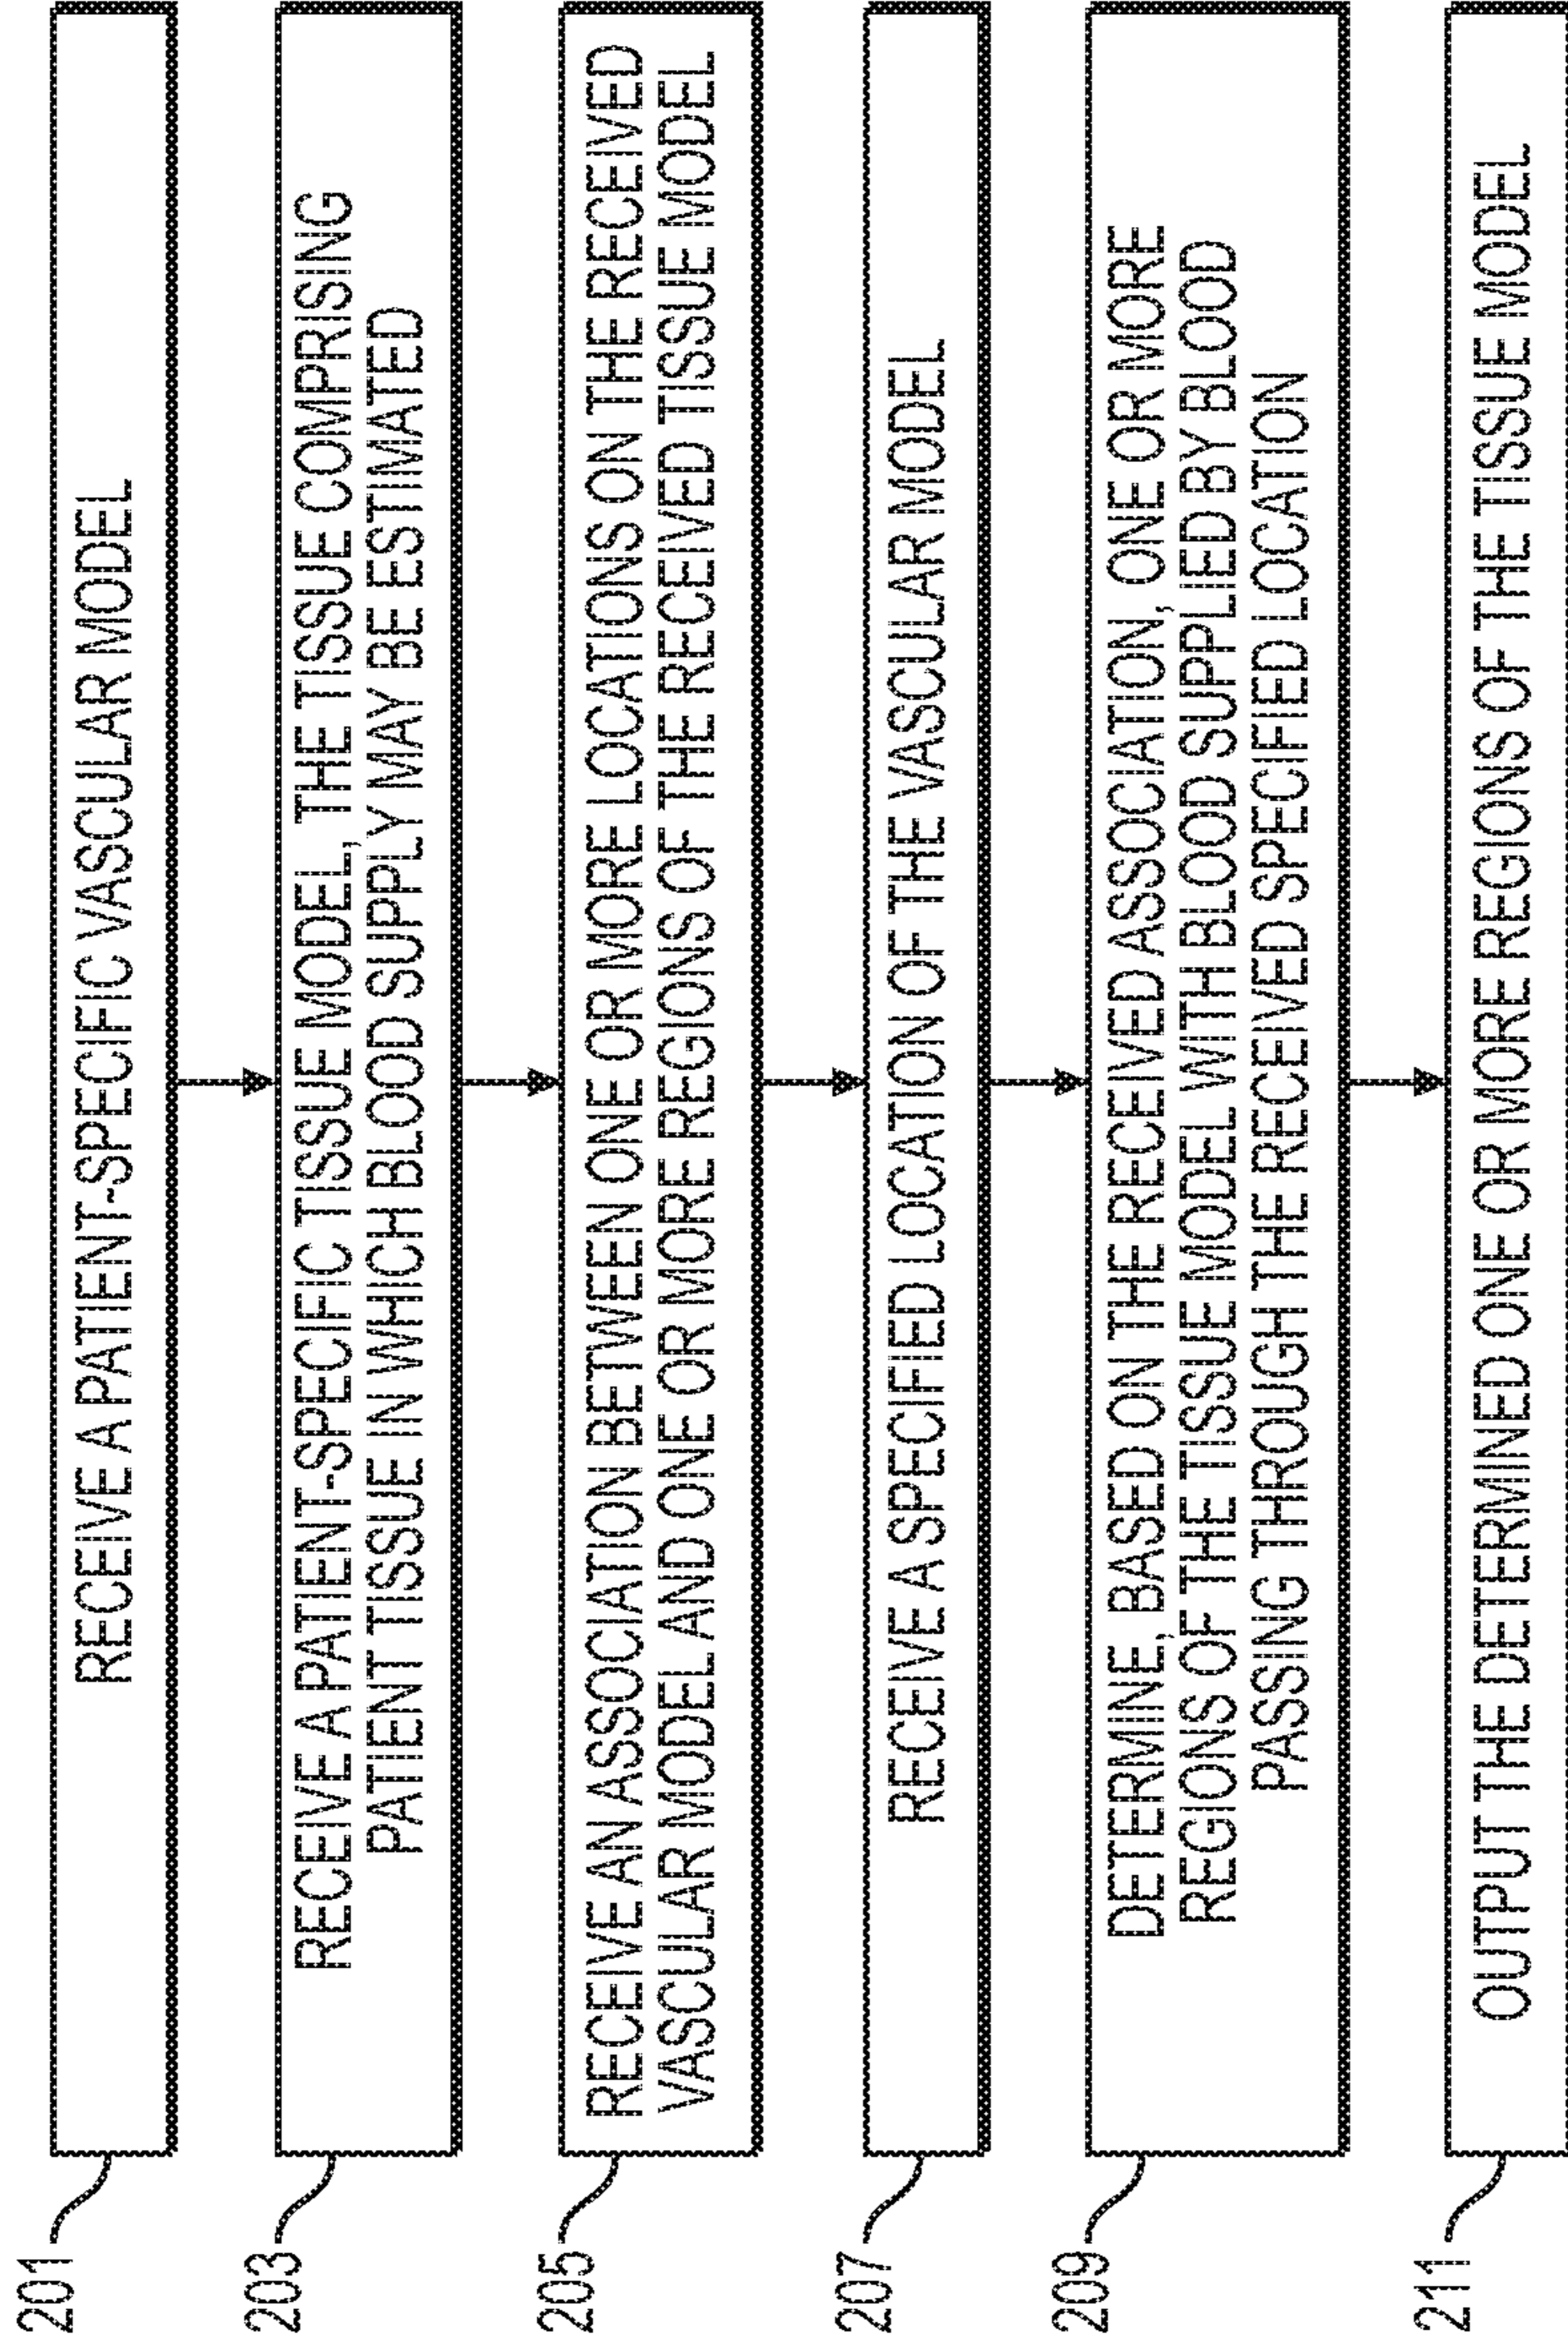 201
RECEIVE A PATIENT-SPECIFIC VASCULAR MODEL
203
RECEIVE A PATIENT-SPECIFIC TISSUE MODEL, THE TISSUE COMPRISING
PATIENT TISSUE IN WHICH BLOOD SUPPLY MAY BE ESTIMATED
205
RECEIVE AN ASSOCIATION BETWEEN ONE OR MORE LOCATIONS ON THE RECEIVED
VASCULAR MODEL AND ONE OR MORE REGIONS OF THE RECEIVED TISSUE MODEL
207
RECEIVE A SPECIFIED LOCATION OF THE VASCULAR MODEL
209
DETERMINE, BASED ON THE RECEIVED ASSOCIATION, ONE OR MORE
REGIONS OF THE TISSUE MODEL WITH BLOOD SUPPLIED BY BLOOD
PASSING THROUGH THE RECEIVED SPECIFIED LOCATION
211
OUTPUT THE DETERMINED ONE OR MORE REGIONS OF THE TISSUE MODEL